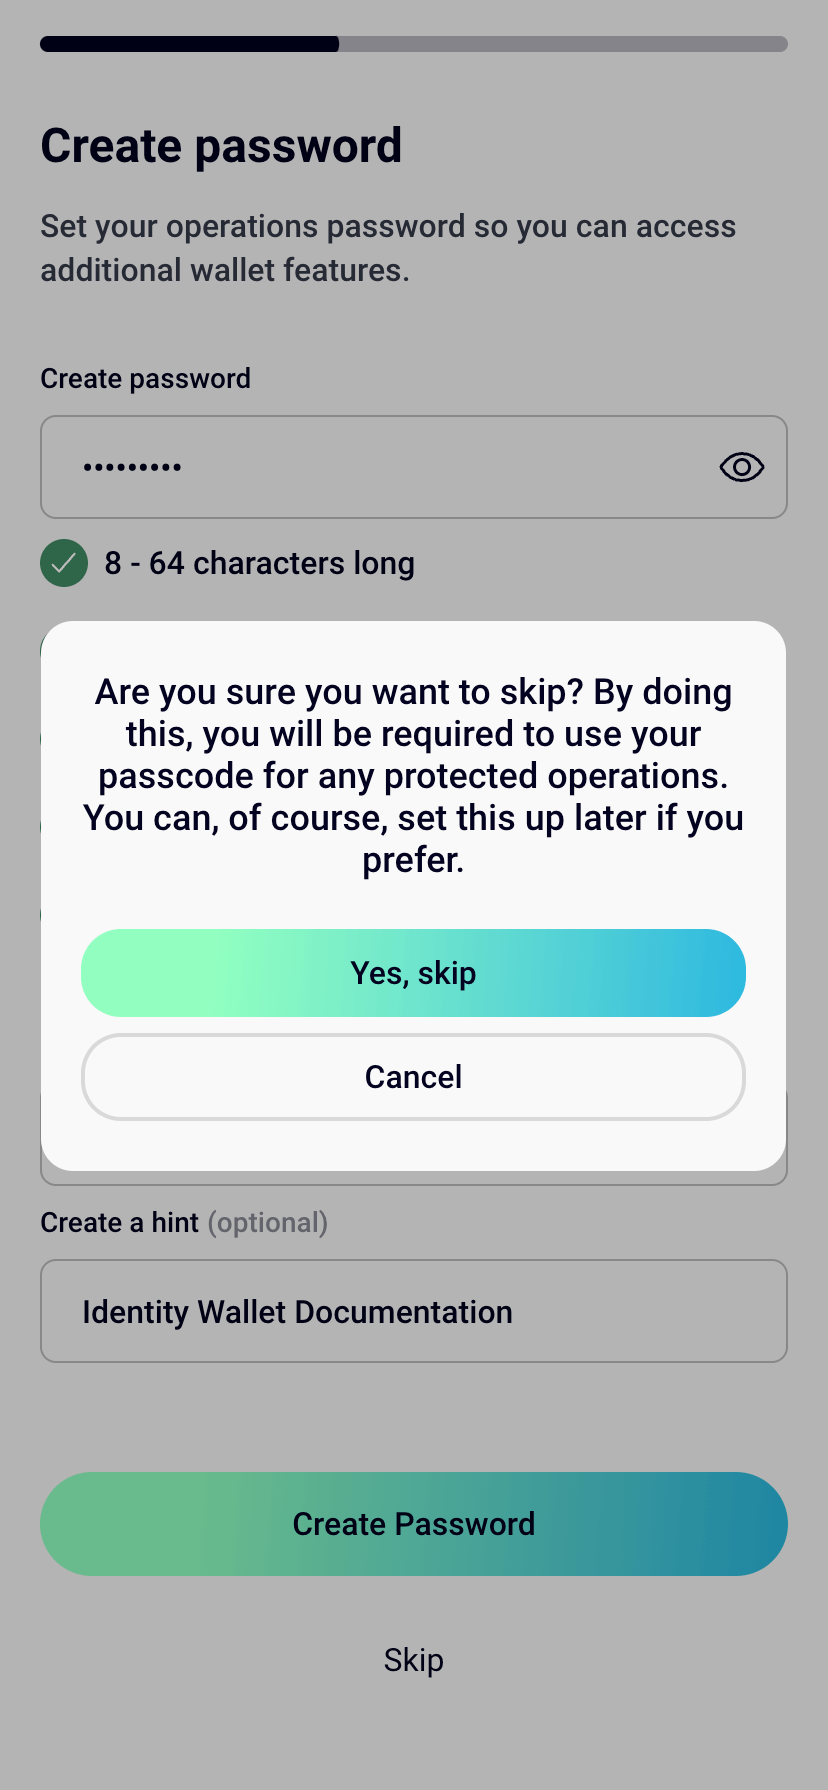 Create password
Set your operations password so you can access
additional wallet features.
Create password
•••••••••
8 - 64 characters long
Are you sure you want to skip? By doing
this, you will be required to use your
passcode for any protected operations.
You can, of course, set this up later if you
prefer.
Yes, skip
Cancel
Create a hint (optional)
Identity Wallet Documentation
Create Password
Skip